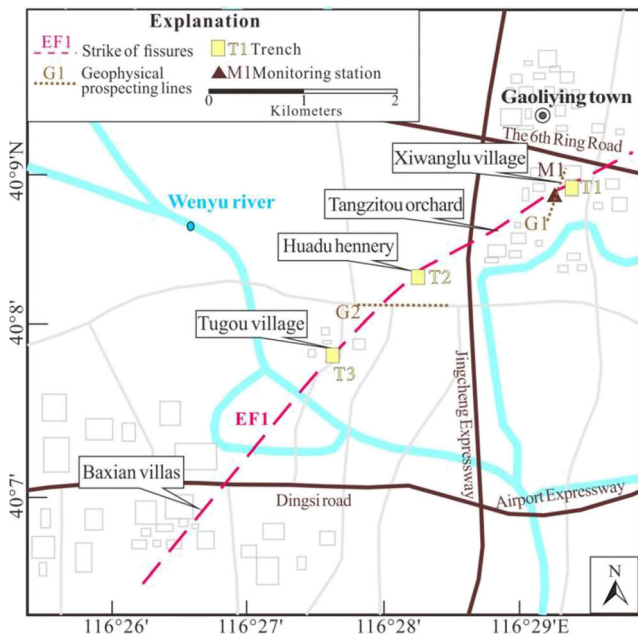 Explanation
EF1 Strike of fissures
T1 Trench
G1 Geophysical
prospecting lines
M1 Monitoring station
0 1 2
Kilometers
Gaoliying town
The 6th Ring Road
40°9'N
Xiwanglu village
M1
T1
Wenyu river
Tangzitou orchard
G1
Huadu hennery
T2
G2
40°8'
Tugou village
T3
Jingcheng Expressway
EF1
Baxian villas
40°7'
Dingsi road
Airport Expressway
N
116°26' 116°27' 116°28' 116°29'E